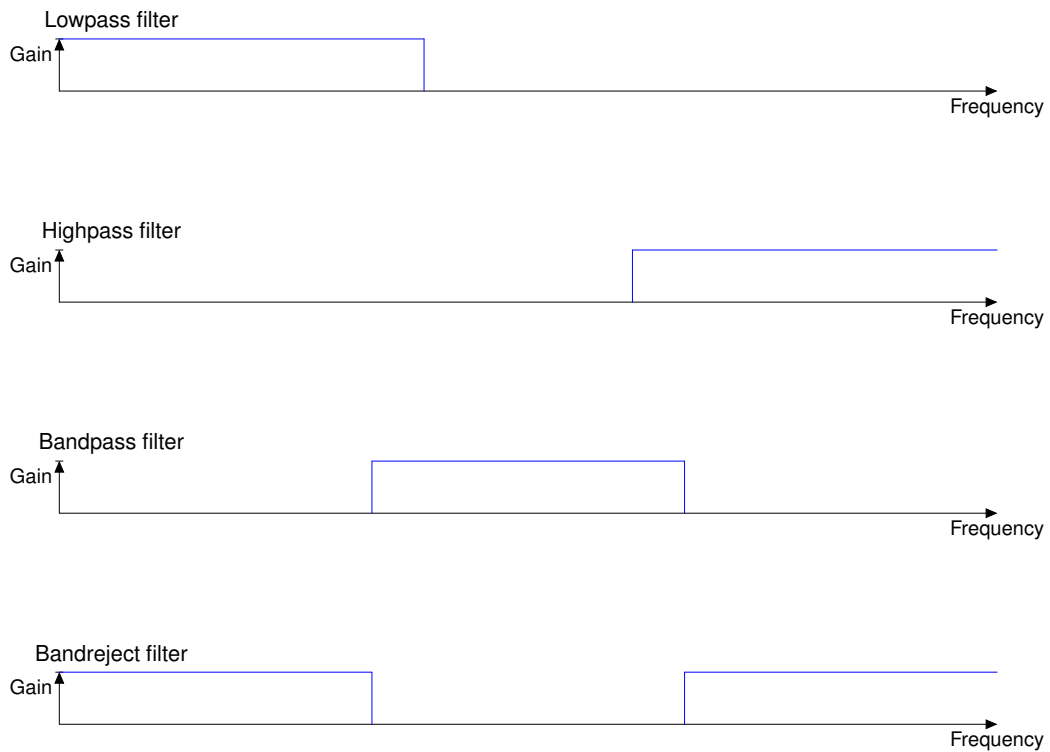 Lowpass filter
Gain
Frequency
Highpass filter
Gain
Frequency
Bandpass filter
Gain
Frequency
Bandreject filter
Gain
Frequency